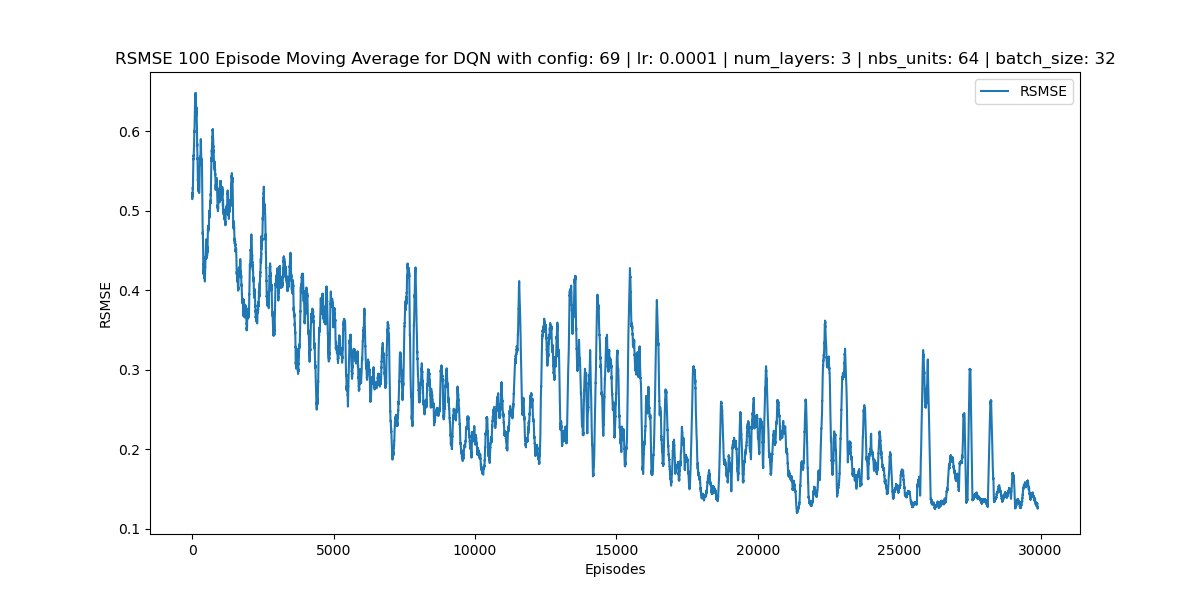 RSMSE 100 Episode Moving Average for DQN with config: 69 | lr: 0.0001 | num_layers: 3 | nbs_units: 64 | batch_size: 32
RSMSE
0.6
0.5
0.4
0.3
0.2
0.1
RSMSE
0 5000 10000 15000 20000 25000 30000
Episodes